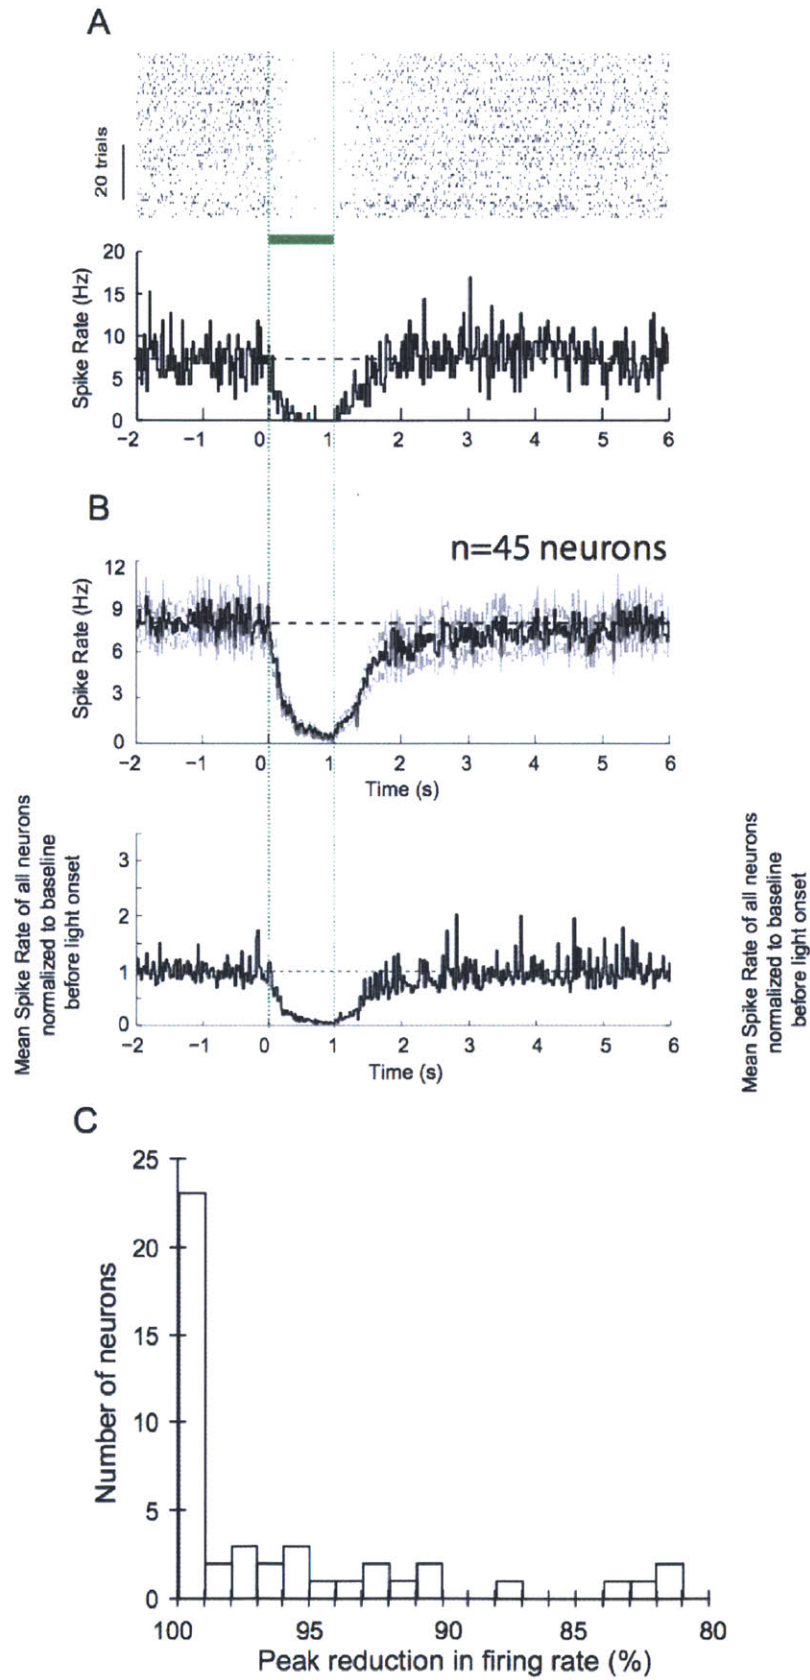 A
20 trials
Spike Rate (Hz)
20
15
10
5
0
−2 −1 0 1 2 3 4 5 6
B
n=45 neurons
Spike Rate (Hz)
12
9
6
3
0
−2 −1 0 1 2 3 4 5 6
Time (s)
Mean Spike Rate of all neurons
normalized to baseline
before light onset
3
2
1
0
−2 −1 0 1 2 3 4 5 6
Time (s)
Mean Spike Rate of all neurons
normalized to baseline
before light onset
C
Number of neurons
25
20
15
10
5
0
100 95 90 85 80
Peak reduction in firing rate (%)